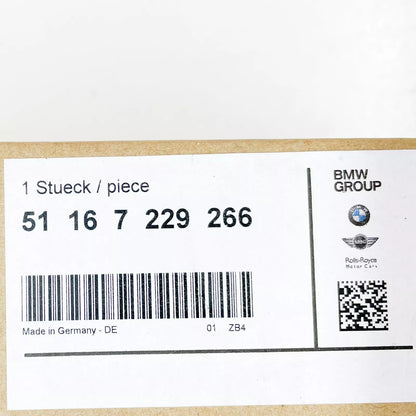 1 Stueck / piece
51 16 7 229 266
Made in Germany - DE 01 ZB4
BMW
GROUP
Rolls-Royce
Motor Cars